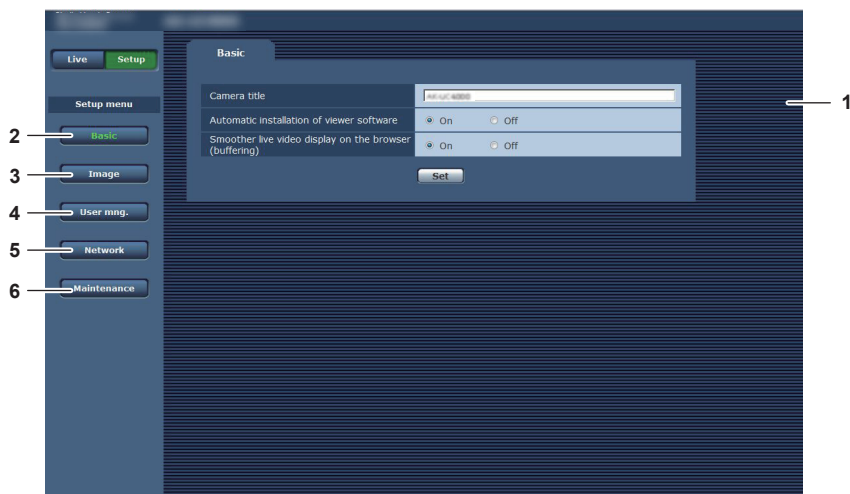 Live Setup
Basic
Camera title
Setup menu
1
Automatic installation of viewer software On Off
2
Basic
Smoother live video display on the browser
(buffering)
On Off
3
Image
Set
4
User mng.
5
Network
6
Maintenance